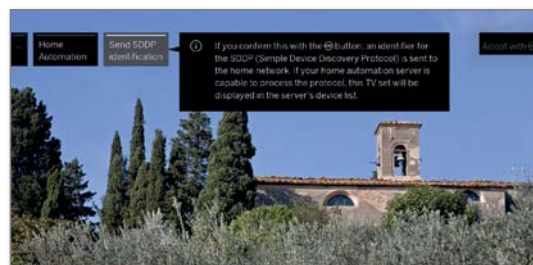 Home
Automation
Send SDDP
identification
If you confirm this with the OK button, an identifier for
the SDDP (Simple Device Discovery Protocol) is sent to
the home network. If your home automation server is
capable to process the protocol, this TV set will be
displayed in the server's device list.
Adopt with